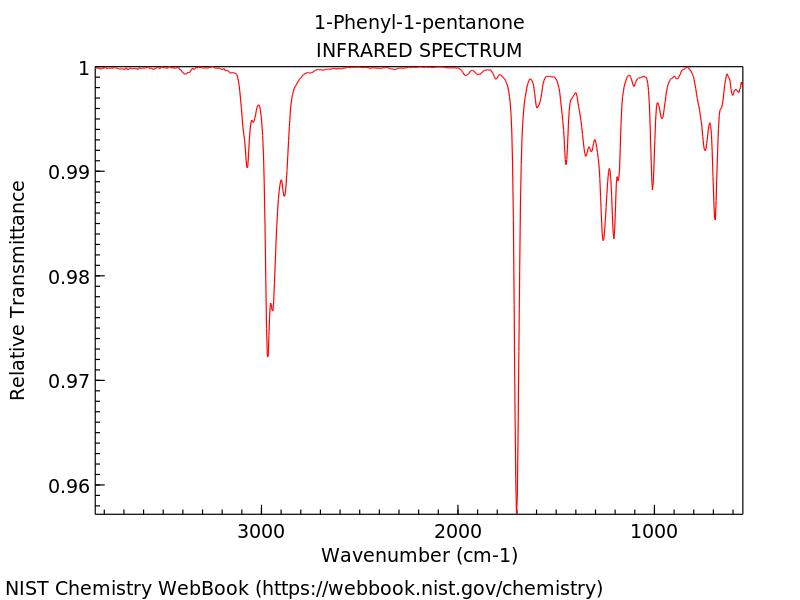 1-Phenyl-1-pentanone
INFRARED SPECTRUM
1
0.99
0.98
0.97
0.96
Relative Transmittance
3000 2000 1000
Wavenumber (cm-1)
NIST Chemistry WebBook (https://webbook.nist.gov/chemistry)